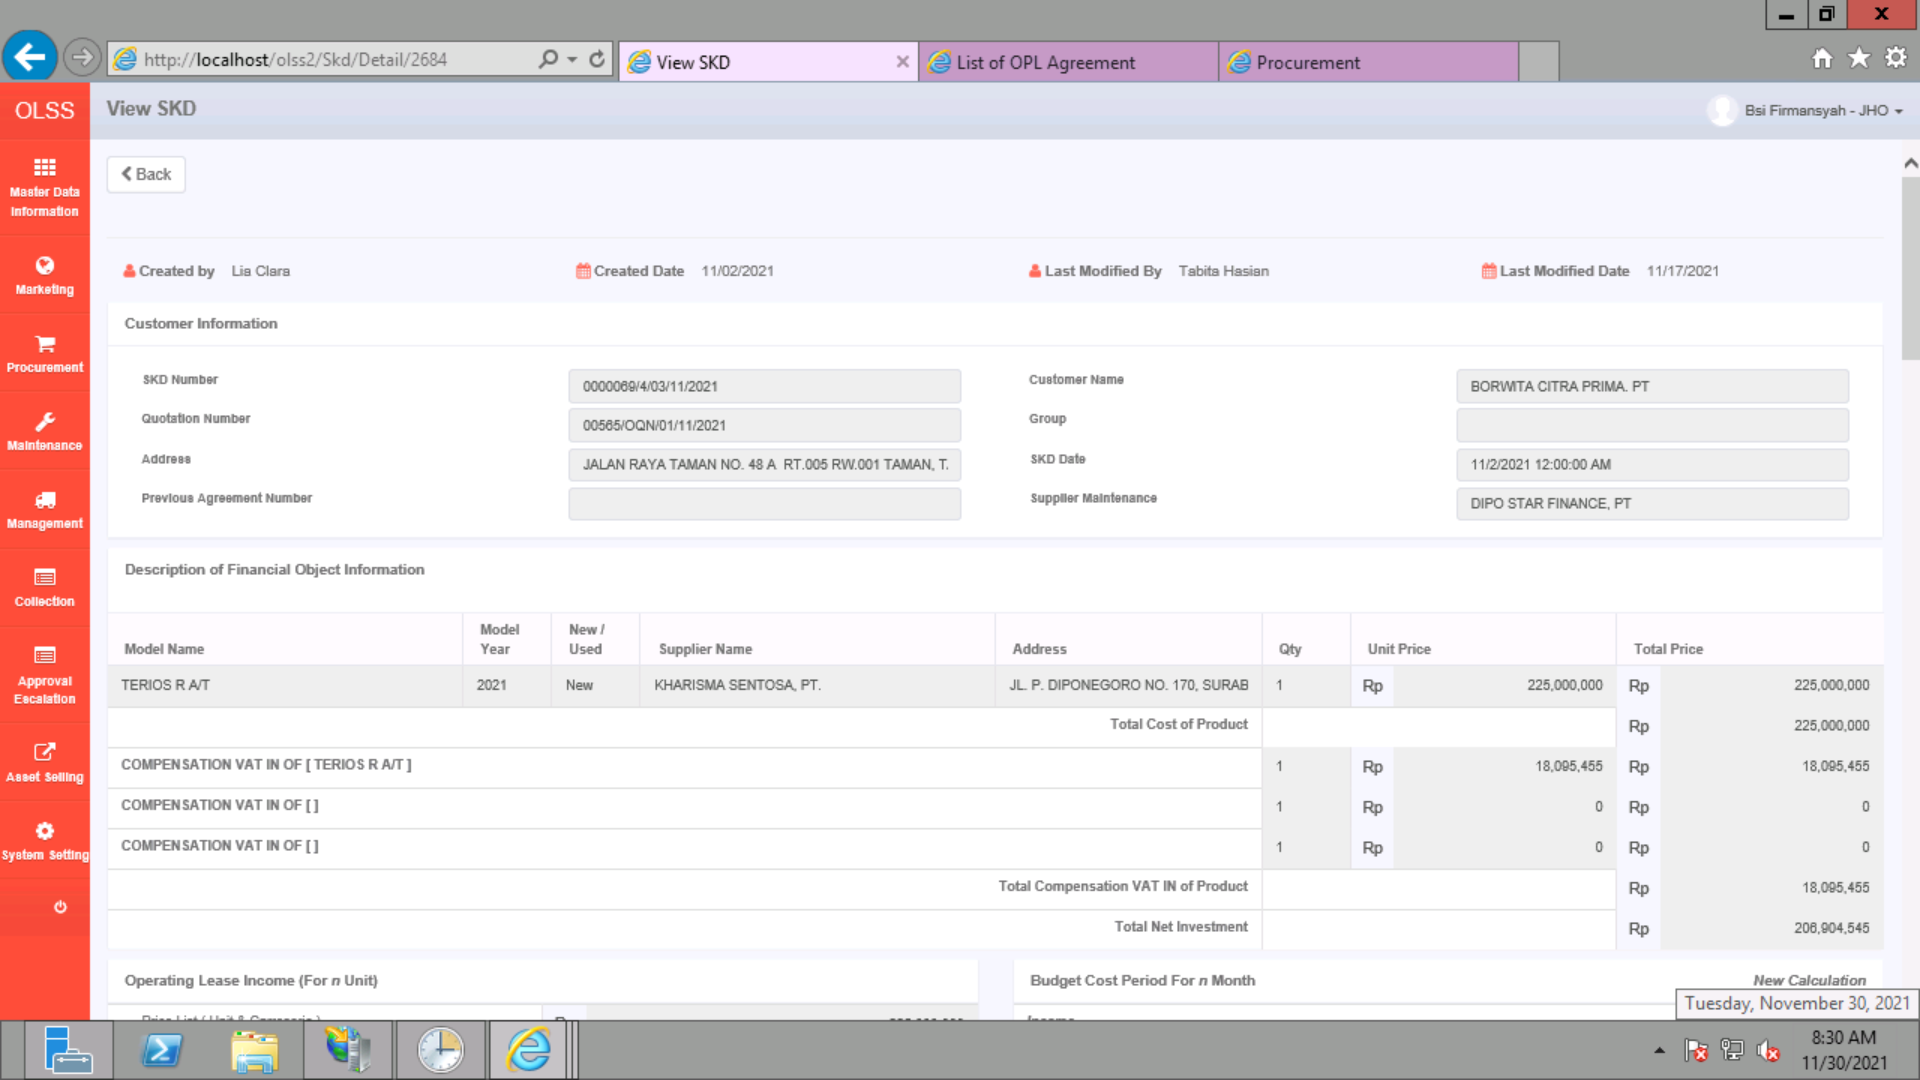 http://localhost/olss2/Skd/Detail/2684
View SKD
List of OPL Agreement
Procurement
OLSS
View SKD
Bsi Firmansyah - JHO
Back
Master Data Information
Marketing
Procurement
Maintenance
Management
Collection
Approval Escalation
Asset Selling
System Setting
Created by Lia Clara
Created Date 11/02/2021
Last Modified By Tabita Hasian
Last Modified Date 11/17/2021
Customer Information
SKD Number 0000069/4/03/11/2021
Customer Name BORWITA CITRA PRIMA. PT
Quotation Number 00565/OQN/01/11/2021
Group
Address JALAN RAYA TAMAN NO. 48 A RT.005 RW.001 TAMAN, T.
SKD Date 11/2/2021 12:00:00 AM
Previous Agreement Number
Supplier Maintenance DIPO STAR FINANCE, PT
Description of Financial Object Information
Model Name Model Year New / Used Supplier Name Address Qty Unit Price Total Price
TERIOS R A/T 2021 New KHARISMA SENTOSA, PT. JL. P. DIPONEGORO NO. 170, SURAB 1 Rp 225,000,000 Rp 225,000,000
Total Cost of Product Rp 225,000,000
COMPENSATION VAT IN OF [ TERIOS R A/T ] 1 Rp 18,095,455 Rp 18,095,455
COMPENSATION VAT IN OF [ ] 1 Rp 0 Rp 0
COMPENSATION VAT IN OF [ ] 1 Rp 0 Rp 0
Total Compensation VAT IN of Product Rp 18,095,455
Total Net Investment Rp 206,904,545
Operating Lease Income (For n Unit)
Budget Cost Period For n Month New Calculation
Tuesday, November 30, 2021
8:30 AM
11/30/2021